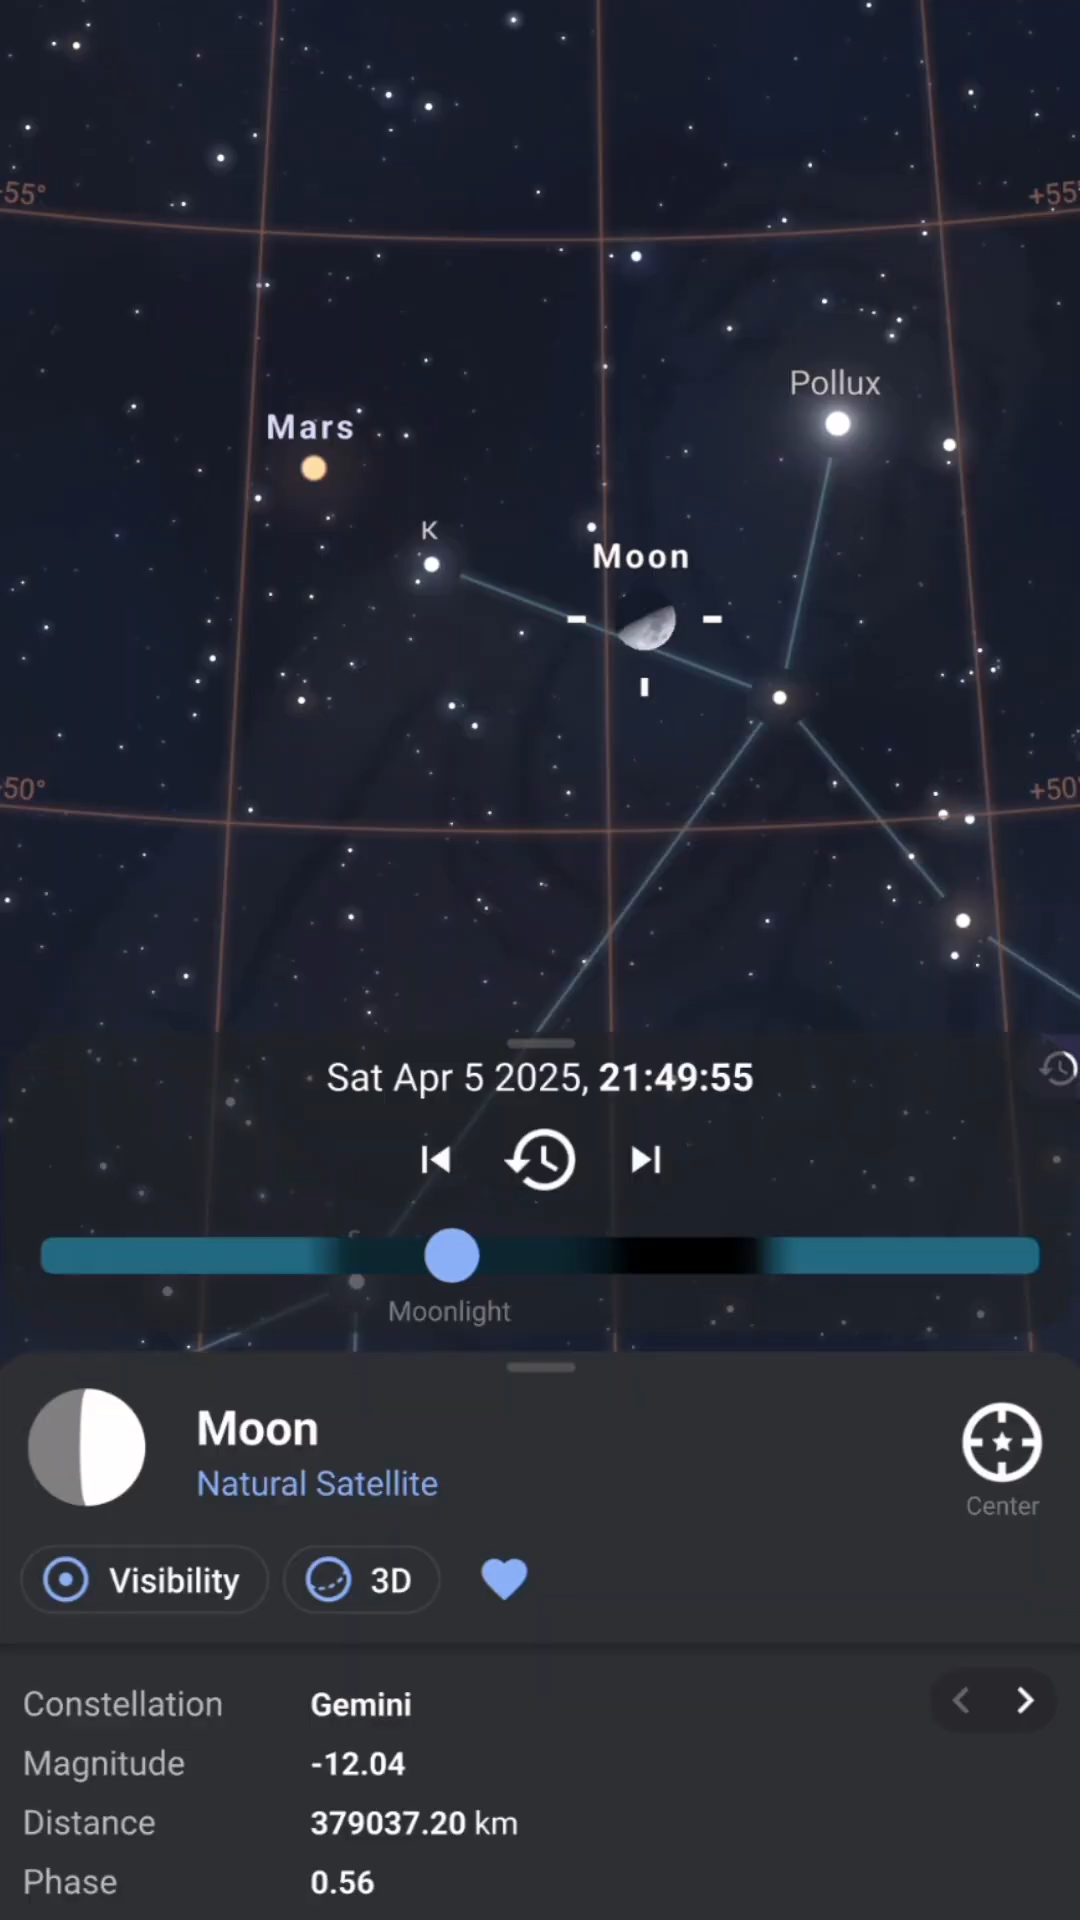 +55°
+55°
Pollux
Mars
K
Moon
+50°
+50°
Sat Apr 5 2025, 21:49:55
Moonlight
Moon
Natural Satellite
Center
Visibility
3D
Constellation Gemini
Magnitude -12.04
Distance 379037.20 km
Phase 0.56